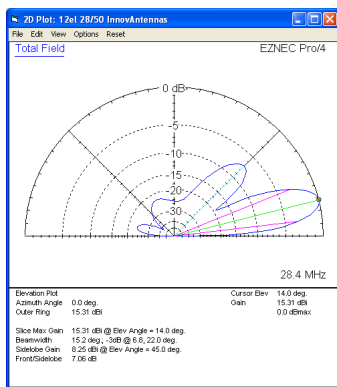 2D Plot: 12el 28/50 InnovAntennas
File Edit View Options Reset
Total Field
EZNEC Pro/4
0 dB
-5
-10
-15
-20
-30
28.4 MHz
Elevation Plot
Cursor Elev 14.0 deg.
Azimuth Angle 0.0 deg.
Gain 15.31 dBi
Outer Ring 15.31 dBi
0.0 dBmax
Slice Max Gain 15.31 dBi @ Elev Angle = 14.0 deg.
Beamwidth 15.2 deg.; -3dB @ 6.8, 22.0 deg.
Sidelobe Gain 8.25 dBi @ Elev Angle = 45.0 deg.
Front/Sidelobe 7.06 dB